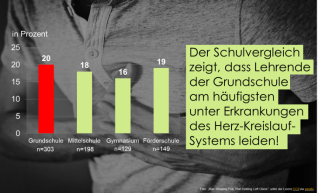 in Prozent
25
20
15
10
5
0
20
18
16
19
Grundschule
n=303
Mittelschule
n=198
Gymnasium
n=129
Förderschule
n=149
Der Schulvergleich
zeigt, dass Lehrende
der Grundschule
am häufigsten
unter Erkrankungen
des Herz-Kreislauf-
Systems leiden!